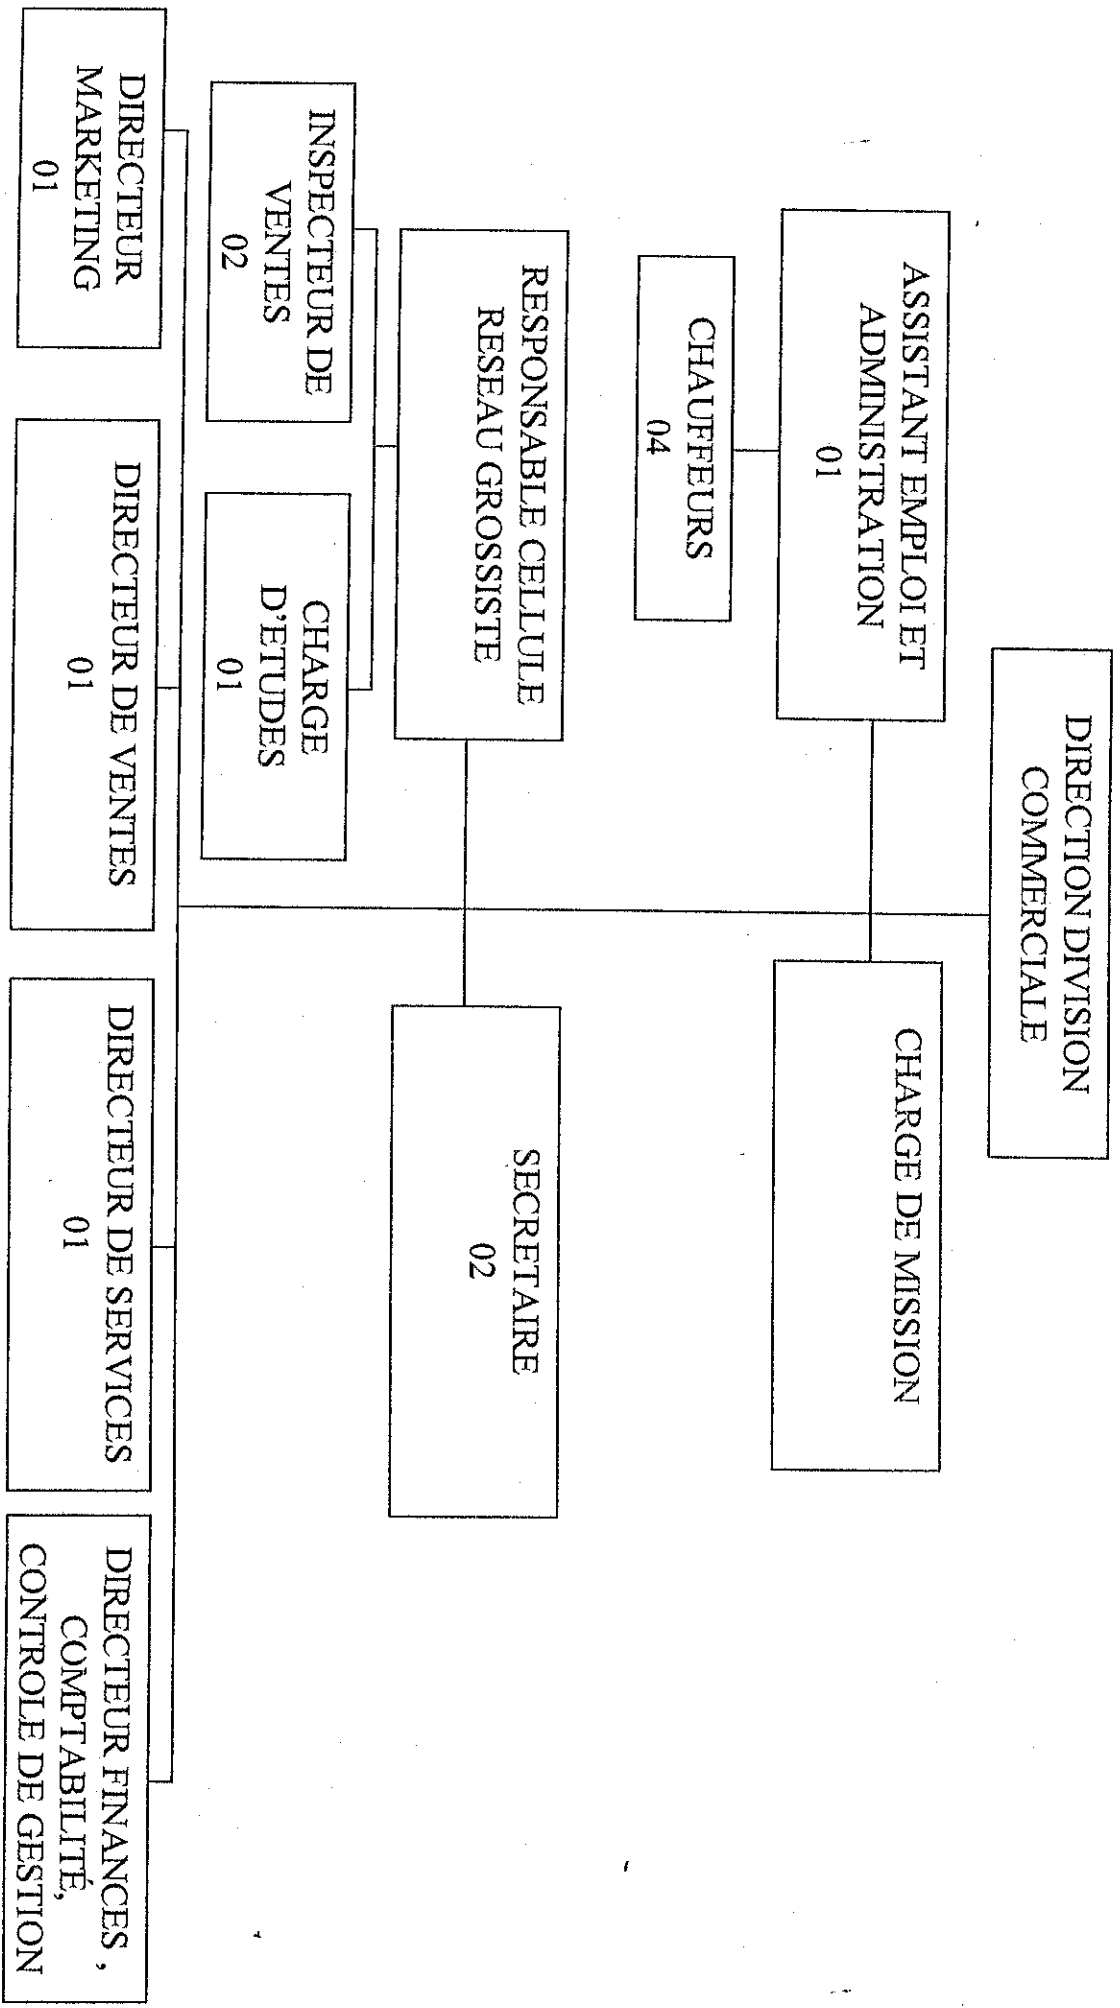 DIRECTION DIVISION
COMMERCIALE
ASSISTANT EMPLOI ET
ADMINISTRATION
01
CHARGE DE MISSION
CHAUFFEURS
04
RESPONSABLE CELLULE
RESEAU GROSSISTE
SECRETAIRE
02
INSPECTEUR DE
VENTES
02
CHARGE
D'ETUDES
01
DIRECTEUR
MARKETING
01
DIRECTEUR DE VENTES
01
DIRECTEUR DE SERVICES
01
DIRECTEUR FINANCES ,
COMPTABILITÉ,
CONTROLE DE GESTION